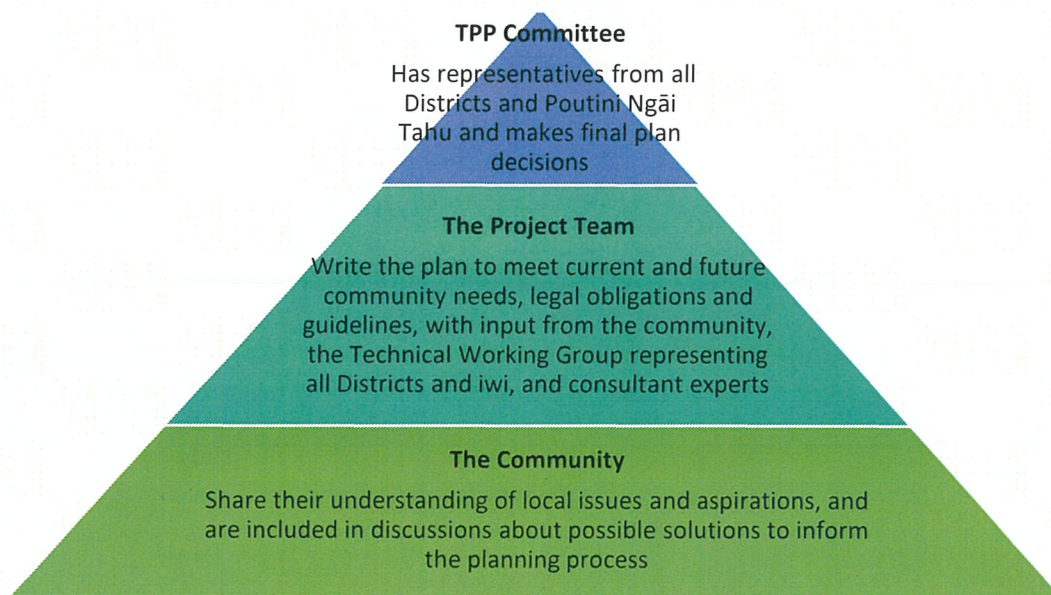 TPP Committee
Has representatives from all
Districts and Poutini Ngāi
Tahu and makes final plan
decisions
The Project Team
Write the plan to meet current and future
community needs, legal obligations and
guidelines, with input from the community,
the Technical Working Group representing
all Districts and iwi, and consultant experts
The Community
Share their understanding of local issues and aspirations, and
are included in discussions about possible solutions to inform
the planning process